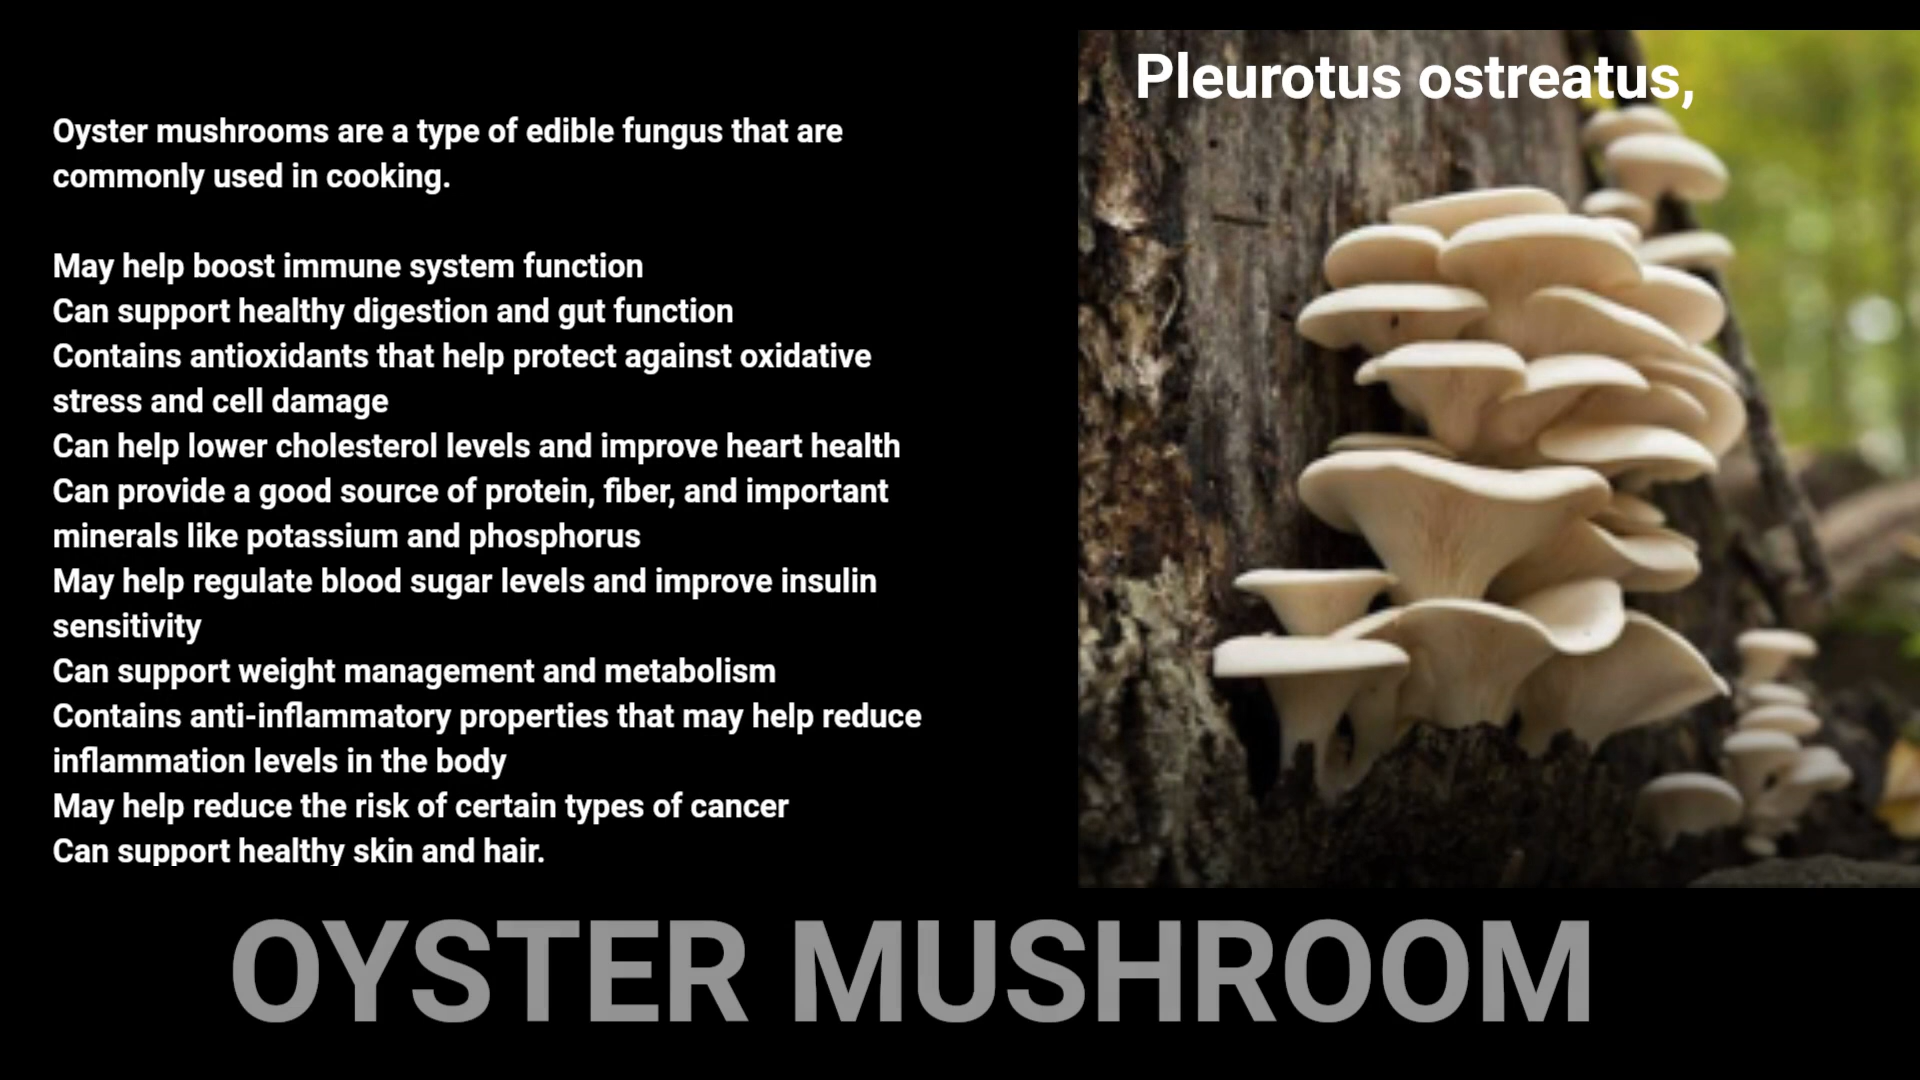 Pleurotus ostreatus,
Oyster mushrooms are a type of edible fungus that are
commonly used in cooking.
May help boost immune system function
Can support healthy digestion and gut function
Contains antioxidants that help protect against oxidative
stress and cell damage
Can help lower cholesterol levels and improve heart health
Can provide a good source of protein, fiber, and important
minerals like potassium and phosphorus
May help regulate blood sugar levels and improve insulin
sensitivity
Can support weight management and metabolism
Contains anti-inflammatory properties that may help reduce
inflammation levels in the body
May help reduce the risk of certain types of cancer
Can support healthy skin and hair.
OYSTER MUSHROOM